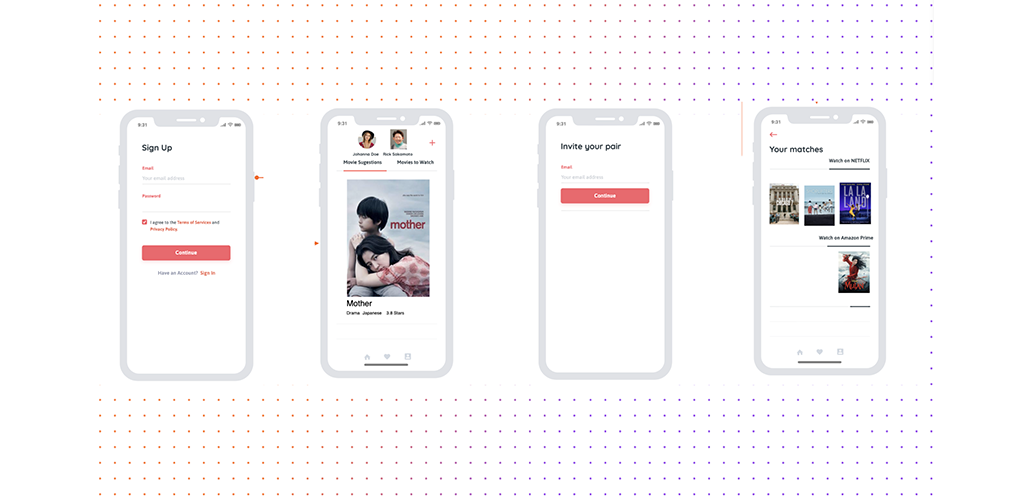 9:31
Sign Up
Email
Your email address
Password
I agree to the Terms of Services and
Privacy Policy.
Continue
Have an Account? Sign In
9:31
Johanna Doe Rick Sakamoto
+
Movie Sugestions Movies to Watch
mother
Mother
Drama Japanese 3.8 Stars
9:31
Invite your pair
Email
Your email address
Continue
9:31
Your matches
Watch on NETFLIX
LA LA
LAND
Watch on Amazon Prime
MULAN